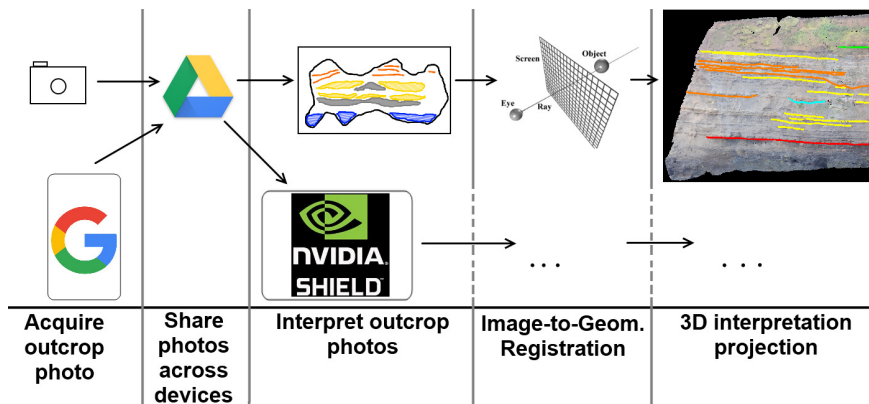 Screen
Object
Eye
Ray
G
NVIDIA.
SHIELD™
. . .
. . .
Acquire
outcrop
photo
Share
photos
across
devices
Interpret outcrop
photos
Image-to-Geom.
Registration
3D interpretation
projection